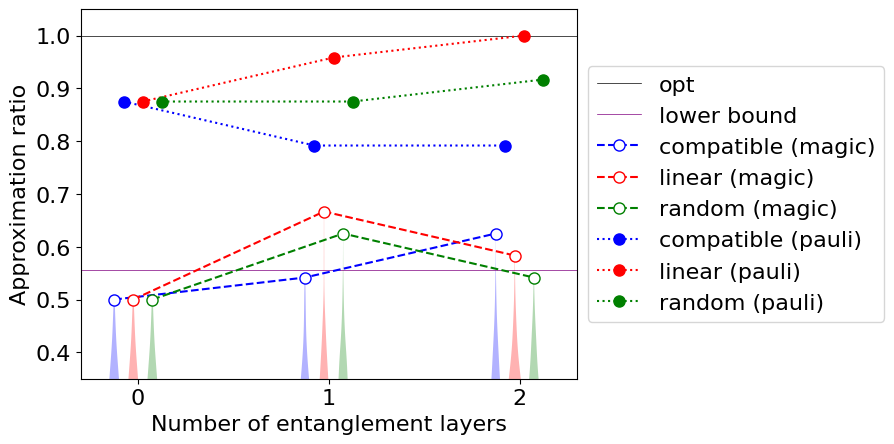 1.0
0.9
0.8
0.7
0.6
0.5
0.4
Approximation ratio
0
1
2
Number of entanglement layers
opt
lower bound
compatible (magic)
linear (magic)
random (magic)
compatible (pauli)
linear (pauli)
random (pauli)